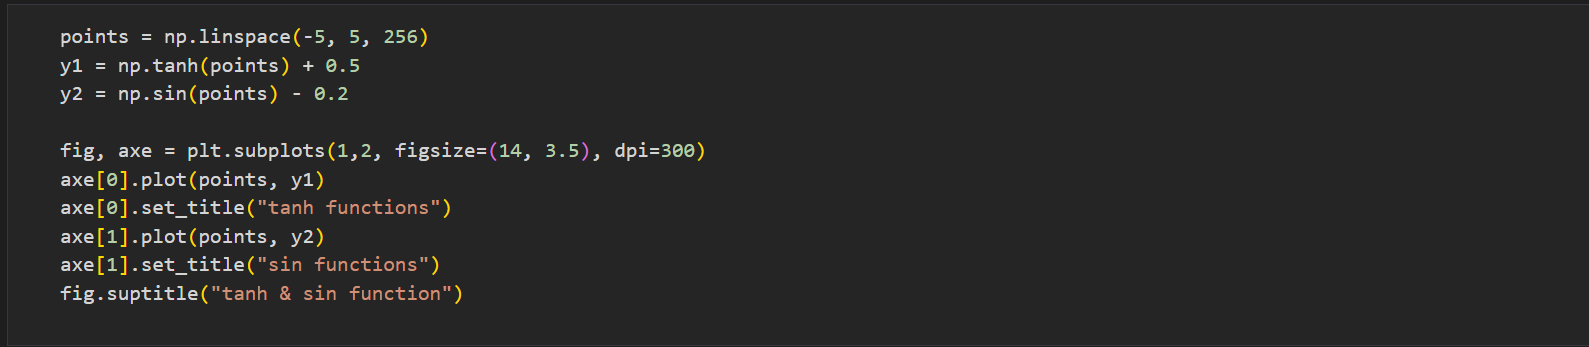 points = np.linspace(-5, 5, 256)
y1 = np.tanh(points) + 0.5
y2 = np.sin(points) - 0.2

fig, axe = plt.subplots(1,2, figsize=(14, 3.5), dpi=300)
axe[0].plot(points, y1)
axe[0].set_title("tanh functions")
axe[1].plot(points, y2)
axe[1].set_title("sin functions")
fig.suptitle("tanh & sin function")